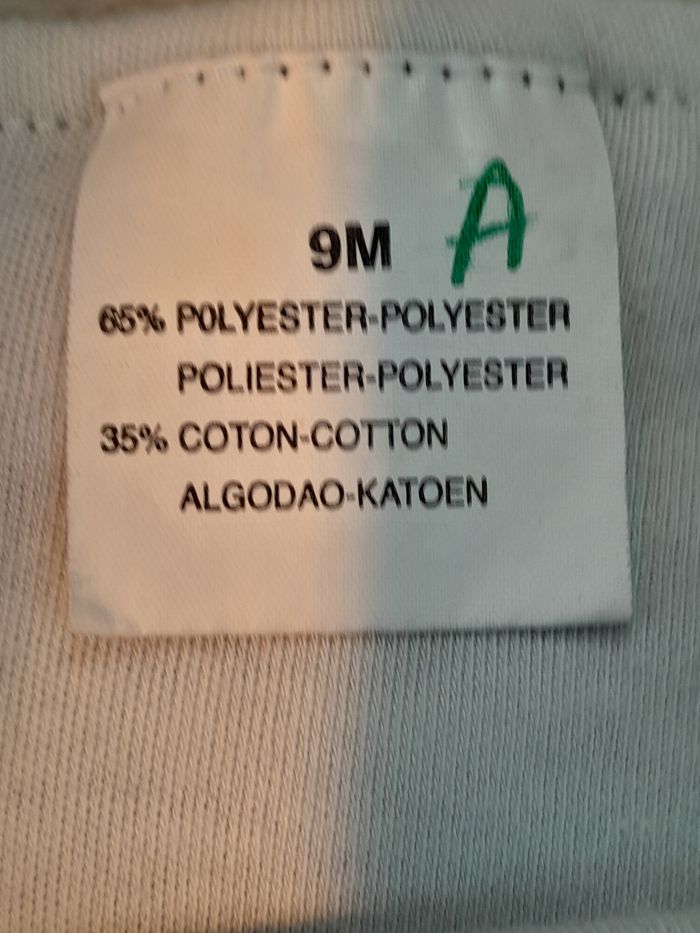 9M A
65% POLYESTER-POLYESTER
POLIESTER-POLYESTER
35% COTON-COTTON
ALGODAO-KATOEN